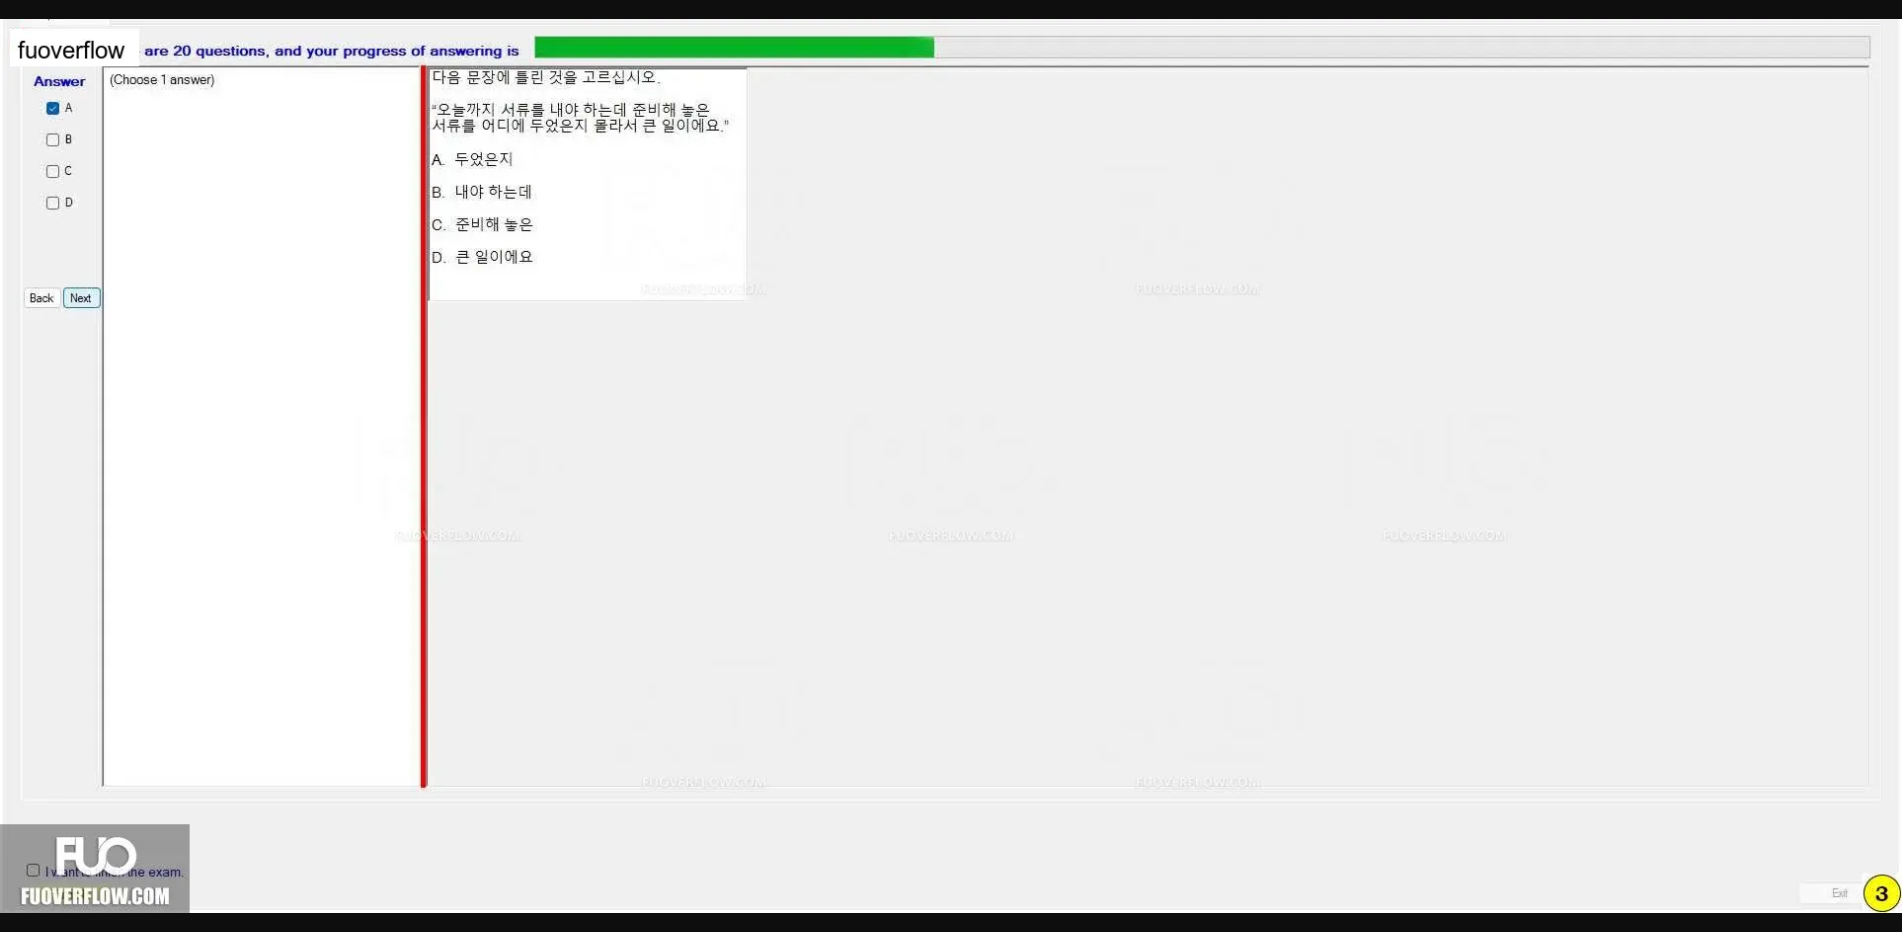 fuoverflow are 20 questions, and your progress of answering is
Answer
A
B
C
D
Back Next
(Choose 1 answer)
다음 문장에 틀린 것을 고르십시오.
“오늘까지 서류를 내야 하는데 준비해 놓은
서류를 어디에 두었은지 몰라서 큰 일이에요.”
A. 두었은지
B. 내야 하는데
C. 준비해 놓은
D. 큰 일이에요
FUOVERFLOW.COM
FUOVERFLOW.COM
FUOVERFLOW.COM
FUOVERFLOW.COM
FUOVERFLOW.COM
FUOVERFLOW.COM
FUOVERFLOW.COM
FUO
I want to finish the exam.
FUOVERFLOW.COM
Exit
3